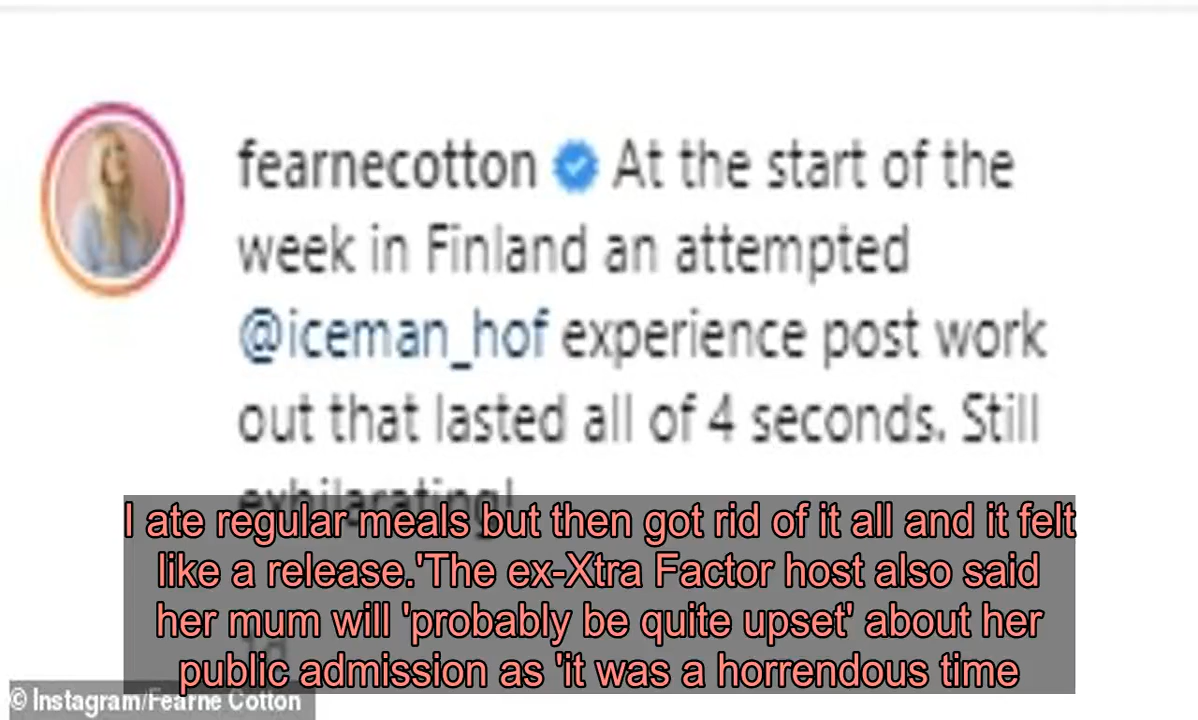 fearnecotton At the start of the
week in Finland an attempted
@iceman_hof experience post work
out that lasted all of 4 seconds. Still
exhilarating!
I ate regular meals but then got rid of it all and it felt
like a release.'The ex-Xtra Factor host also said
her mum will 'probably be quite upset' about her
public admission as 'it was a horrendous time
© Instagram/Fearne Cotton